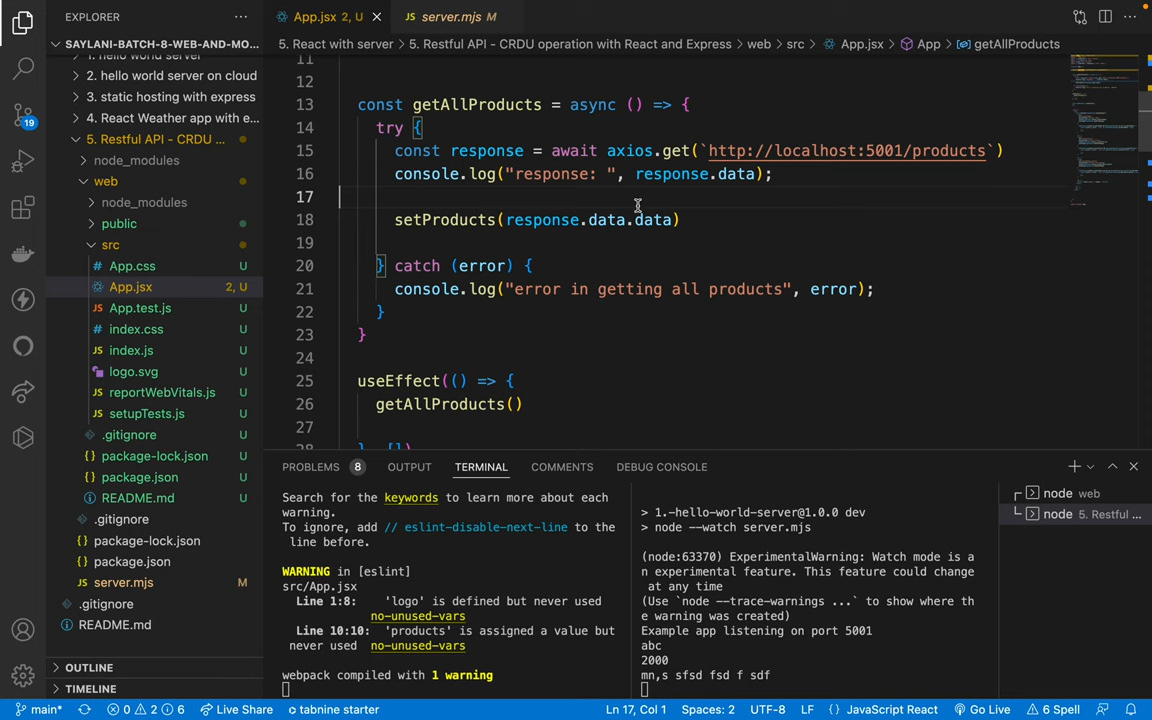 EXPLORER
App.jsx 2, U
JS server.mjs M
SAYLANI-BATCH-8-WEB-AND-MO...
5. React with server > 5. Restful API - CRDU operation with React and Express > web > src > App.jsx > App > getAllProducts
1. hello world server
2. hello world server on cloud
3. static hosting with express
4. React Weather app with e...
5. Restful API - CRDU ...
node_modules
web
node_modules
public
src
# App.css U
App.jsx 2, U
JS App.test.js U
# index.css U
JS index.js U
logo.svg U
JS reportWebVitals.js U
JS setupTests.js U
.gitignore U
{} package-lock.json U
{} package.json U
README.md U
.gitignore
{} package-lock.json
{} package.json
JS server.mjs M
.gitignore
README.md
OUTLINE
TIMELINE
19
11
12
13 const getAllProducts = async () => {
14 try {
15 const response = await axios.get(`http://localhost:5001/products`)
16 console.log("response: ", response.data);
17
18 setProducts(response.data.data)
19
20 } catch (error) {
21 console.log("error in getting all products", error);
22 }
23 }
24
25 useEffect(() => {
26 getAllProducts()
27
28 }, [])
PROBLEMS 8 OUTPUT TERMINAL COMMENTS DEBUG CONSOLE
Search for the keywords to learn more about each
warning.
To ignore, add // eslint-disable-next-line to the
line before.
WARNING in [eslint]
src/App.jsx
Line 1:8: 'logo' is defined but never used
no-unused-vars
Line 10:10: 'products' is assigned a value but
never used no-unused-vars
webpack compiled with 1 warning
> 1.-hello-world-server@1.0.0 dev
> node --watch server.mjs
(node:63370) ExperimentalWarning: Watch mode is a
n experimental feature. This feature could change
at any time
(Use `node --trace-warnings ...` to show where th
e warning was created)
Example app listening on port 5001
abc
2000
mn,s sfsd fsd f sdf
node web
node 5. Restful ...
main* 0 2 6 Live Share tabnine starter Ln 17, Col 1 Spaces: 2 UTF-8 LF {} JavaScript React Go Live 6 Spell